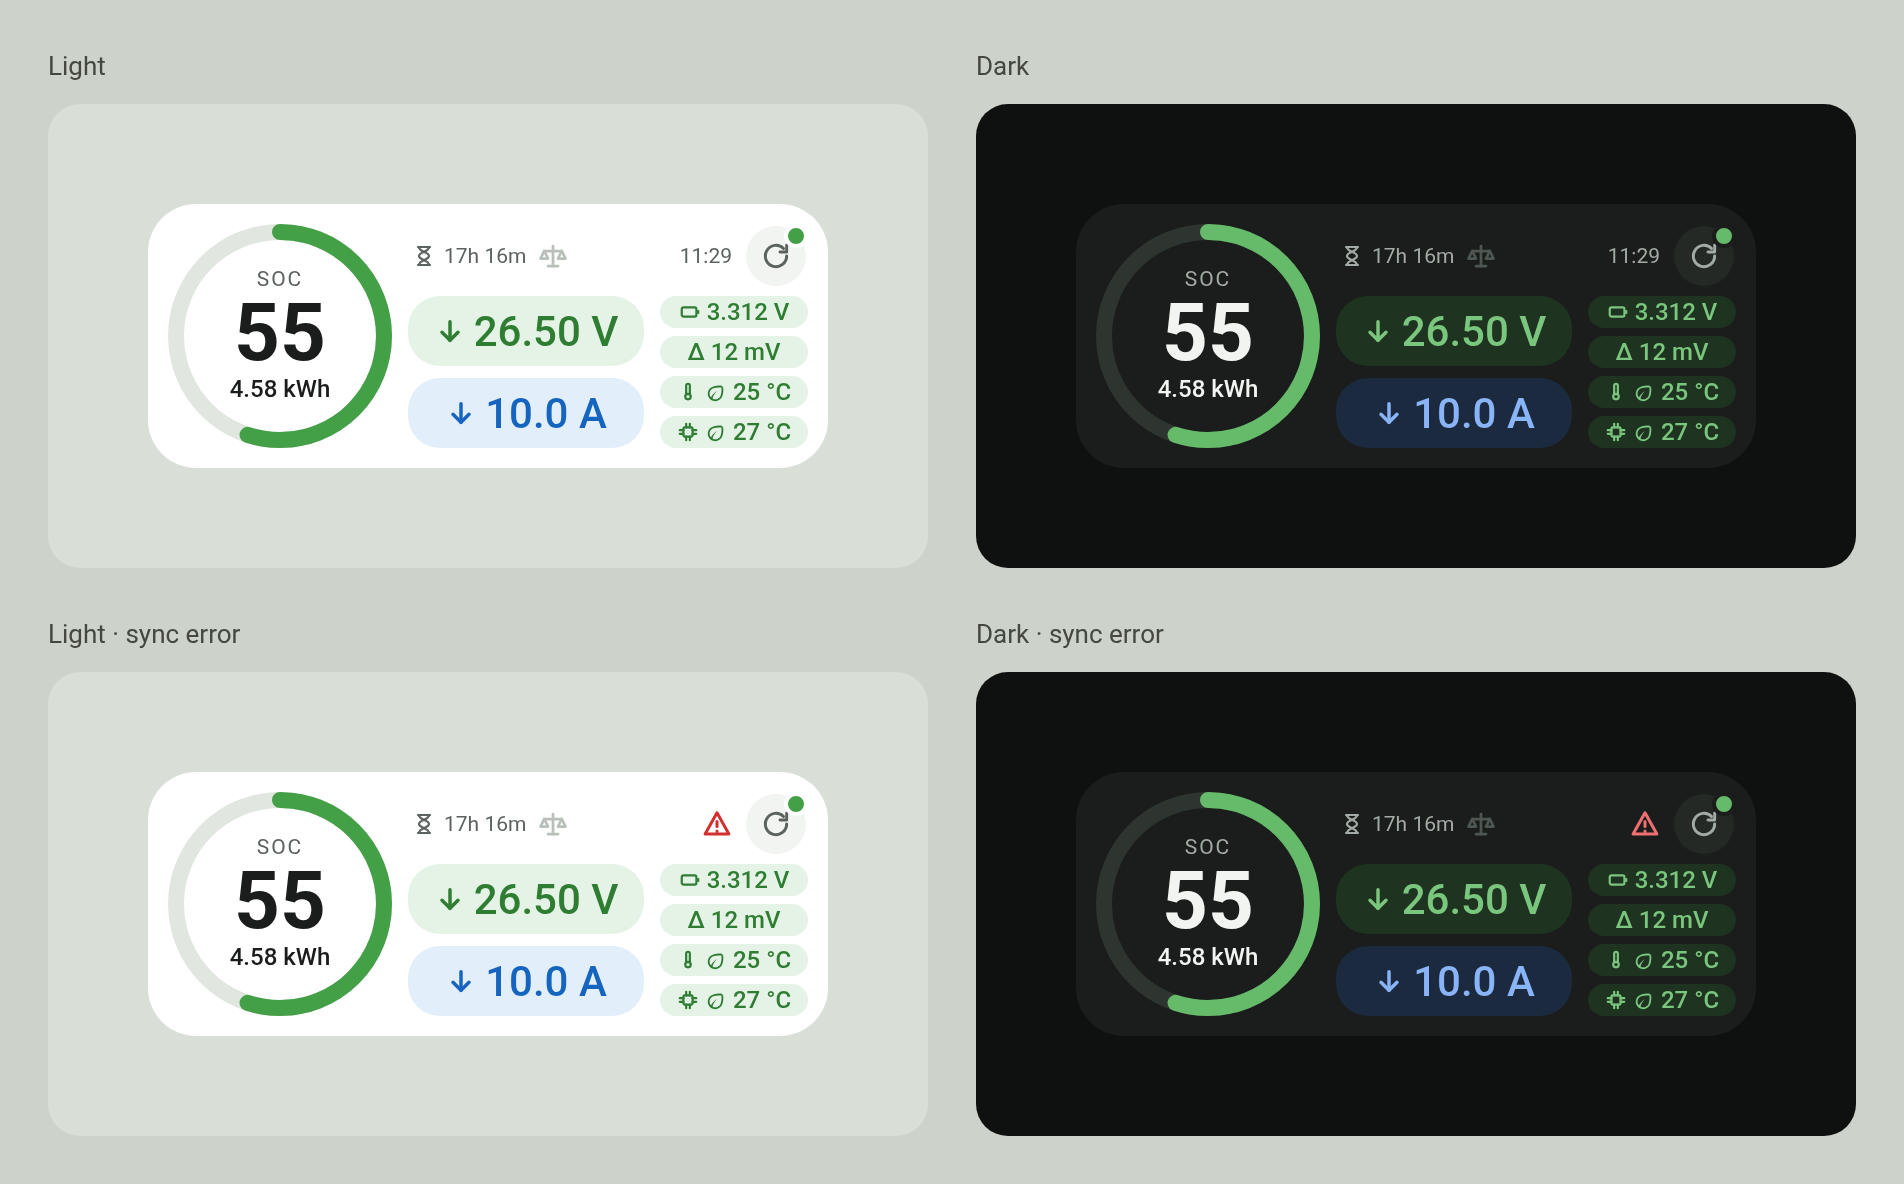 Light
SOC
55
4.58 kWh
17h 16m
11:29
26.50 V
10.0 A
3.312 V
Δ 12 mV
25 °C
27 °C
Dark
SOC
55
4.58 kWh
17h 16m
11:29
26.50 V
10.0 A
3.312 V
Δ 12 mV
25 °C
27 °C
Light · sync error
SOC
55
4.58 kWh
17h 16m
26.50 V
10.0 A
3.312 V
Δ 12 mV
25 °C
27 °C
Dark · sync error
SOC
55
4.58 kWh
17h 16m
26.50 V
10.0 A
3.312 V
Δ 12 mV
25 °C
27 °C